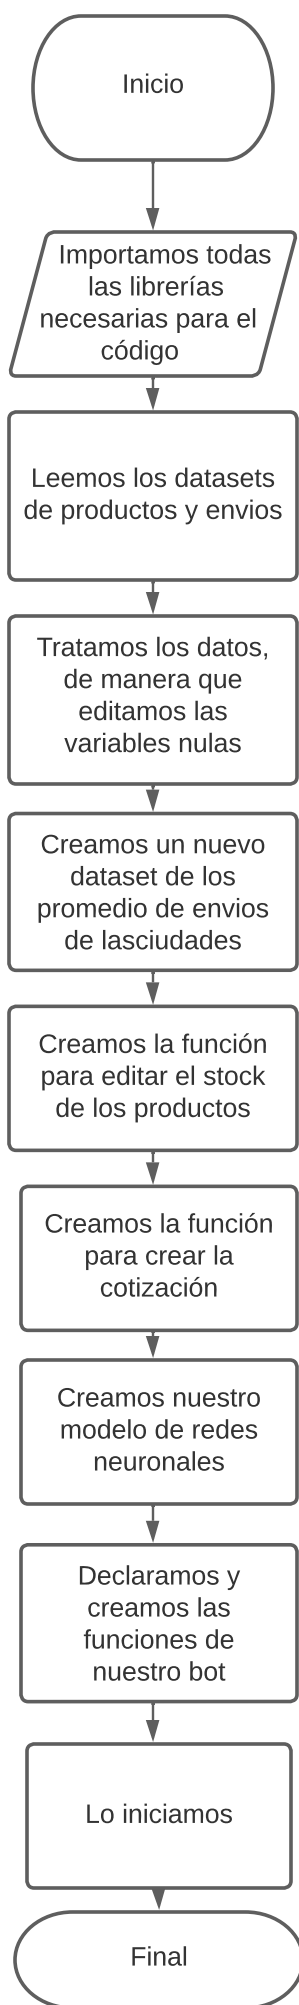 Inicio
Importamos todas
las librerías
necesarias para el
código
Leemos los datasets
de productos y envios
Tratamos los datos,
de manera que
editamos las
variables nulas
Creamos un nuevo
dataset de los
promedio de envios
de lasciudades
Creamos la función
para editar el stock
de los productos
Creamos la función
para crear la
cotización
Creamos nuestro
modelo de redes
neuronales
Declaramos y
creamos las
funciones de
nuestro bot
Lo iniciamos
Final